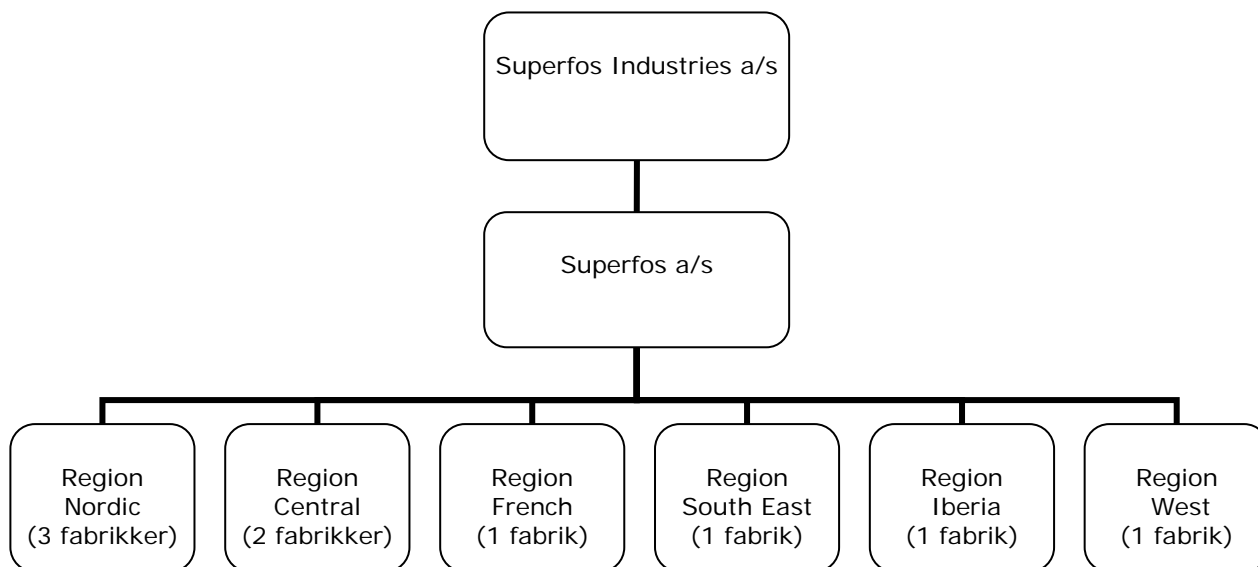 Superfos Industries a/s
Superfos a/s
Region
Nordic
(3 fabrikker)
Region
Central
(2 fabrikker)
Region
French
(1 fabrik)
Region
South East
(1 fabrik)
Region
Iberia
(1 fabrik)
Region
West
(1 fabrik)